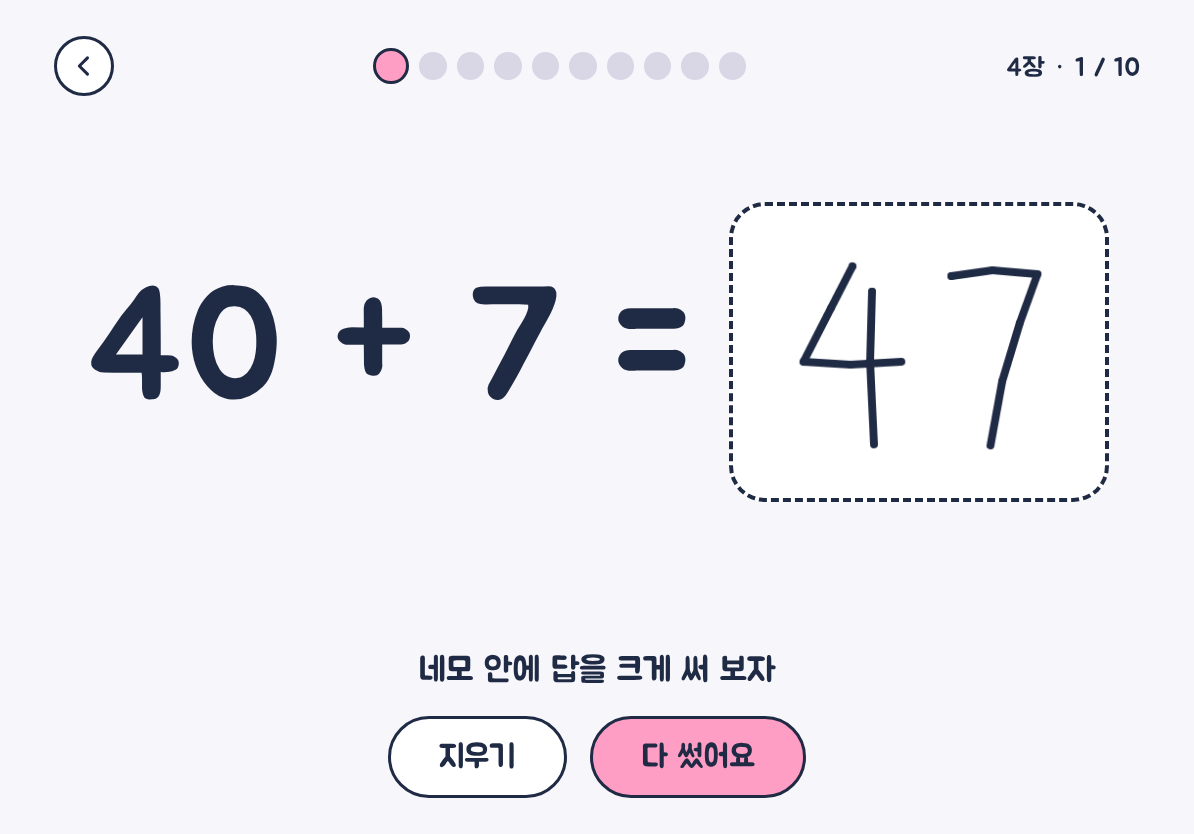 4장 · 1 / 10
40 + 7 = 47
네모 안에 답을 크게 써 보자
지우기
다 썼어요